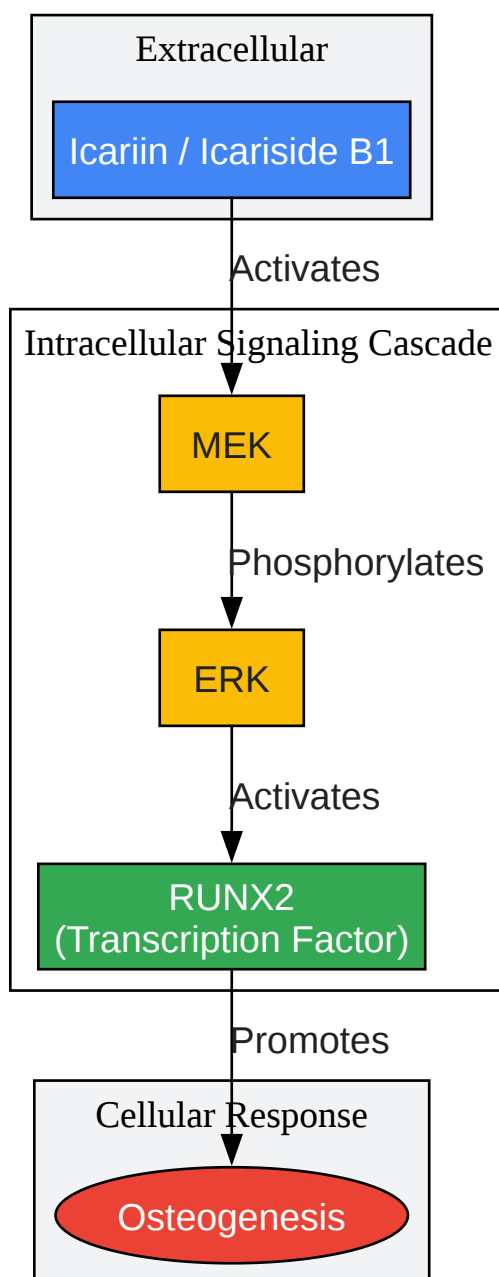 Extracellular
Icariin / Icariside B1
Activates
Intracellular Signaling Cascade
MEK
Phosphorylates
ERK
Activates
RUNX2
(Transcription Factor)
Promotes
Cellular Response
Osteogenesis